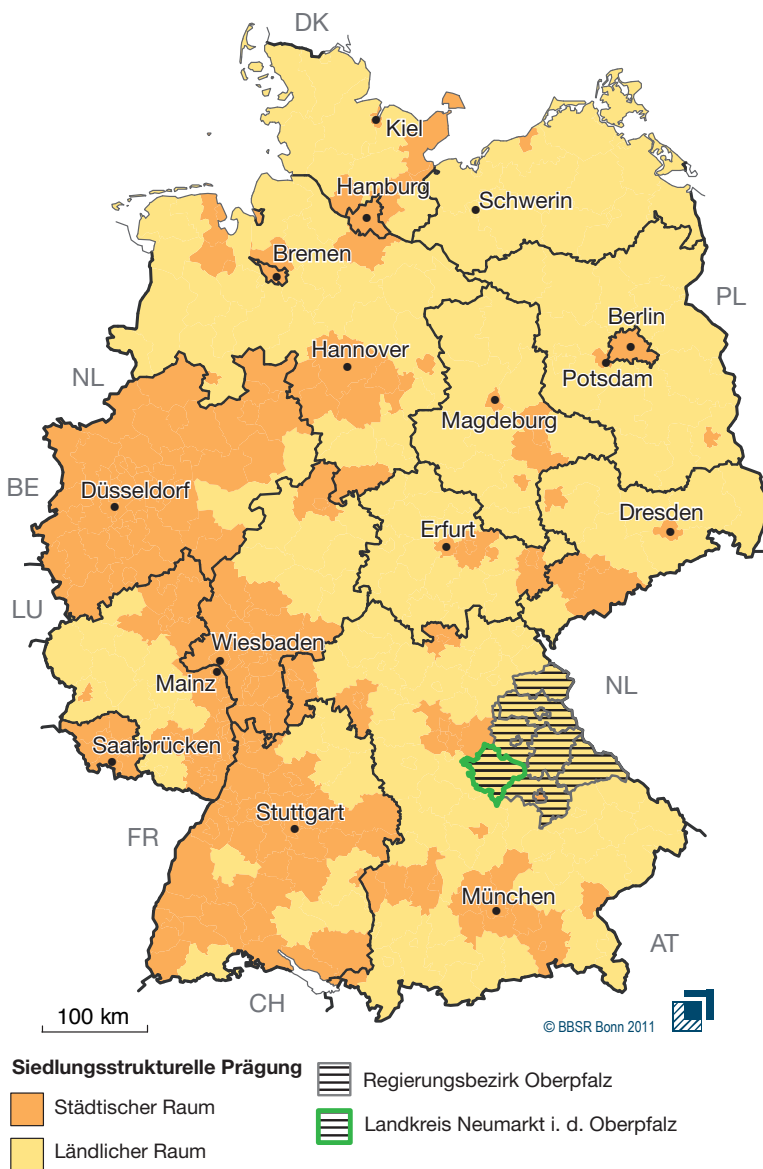 DK
Kiel
Hamburg
Schwerin
Bremen
PL
Berlin
Hannover
Potsdam
NL
Magdeburg
BE
Düsseldorf
Dresden
Erfurt
LU
Wiesbaden
Mainz
NL
Saarbrücken
Stuttgart
FR
München
AT
CH
100 km
© BBSR Bonn 2011
Siedlungsstrukturelle Prägung
Städtischer Raum
Ländlicher Raum
Regierungsbezirk Oberpfalz
Landkreis Neumarkt i. d. Oberpfalz